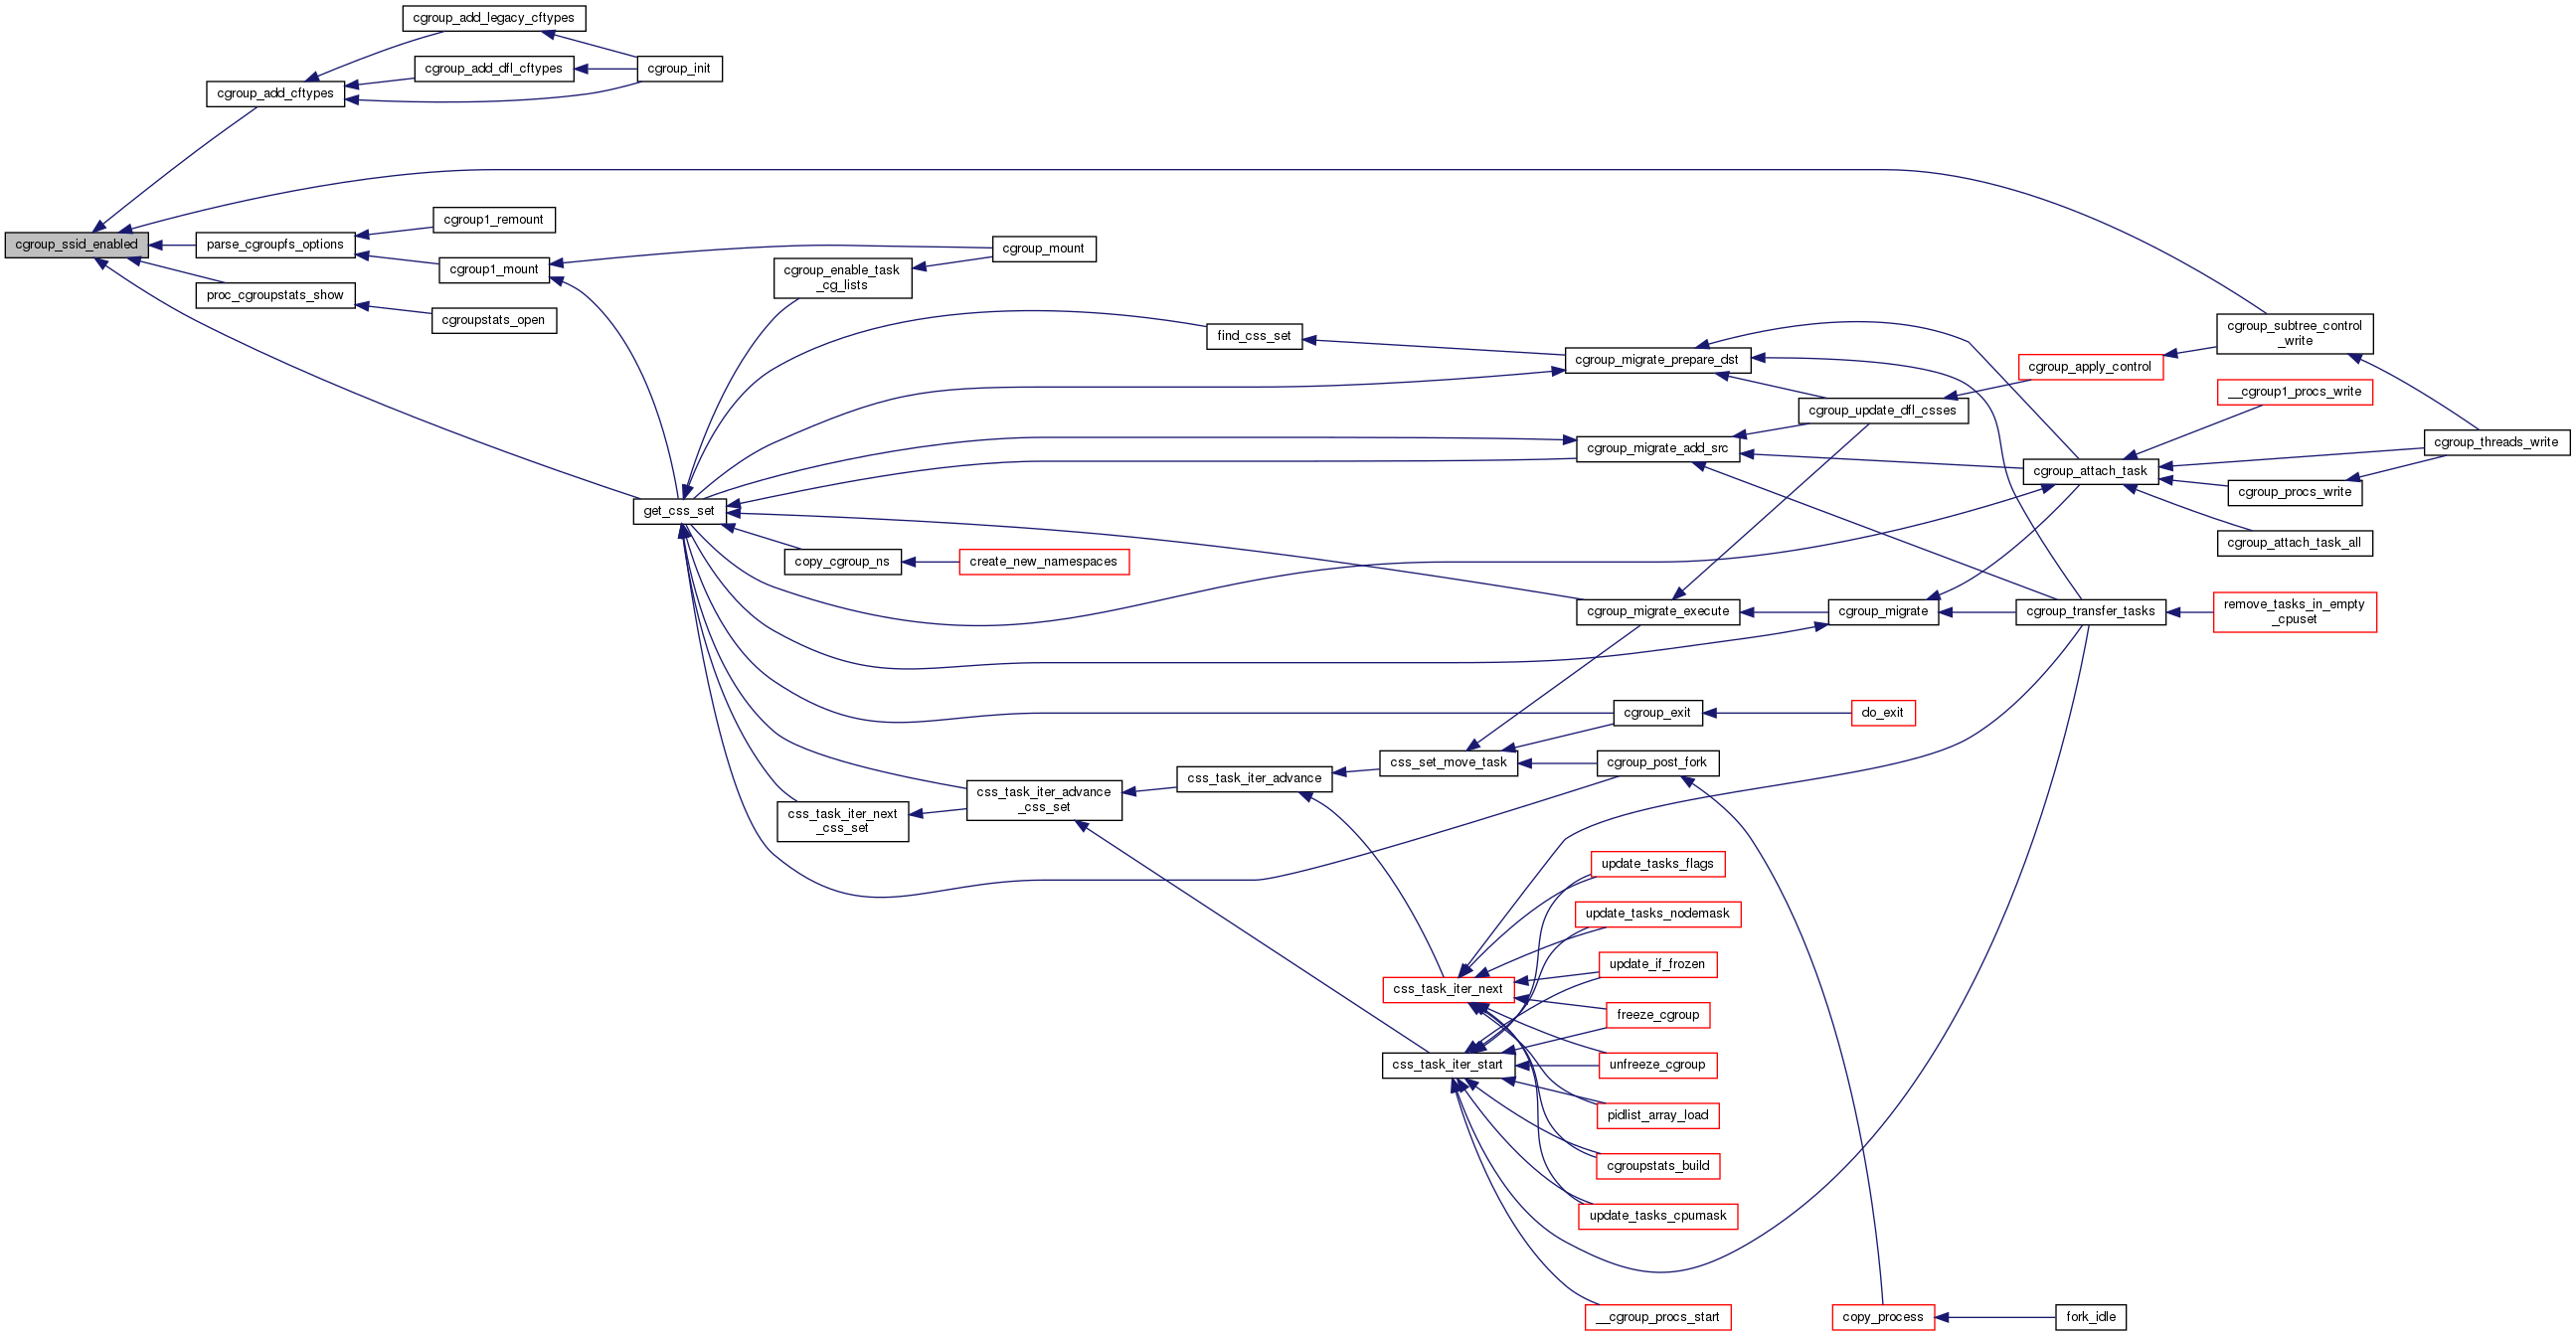 cgroup_add_legacy_cftypes
cgroup_add_dfl_cftypes
cgroup_init
cgroup_add_cftypes
cgroup1_remount
cgroup_ssid_enabled
parse_cgroupfs_options
cgroup_mount
cgroup1_mount
cgroup_enable_task
_cg_lists
proc_cgroupstats_show
cgroupstats_open
find_css_set
cgroup_subtree_control
_write
cgroup_migrate_prepare_dst
cgroup_apply_control
__cgroup1_procs_write
cgroup_update_dfl_csses
cgroup_threads_write
cgroup_migrate_add_src
cgroup_attach_task
cgroup_procs_write
get_css_set
cgroup_attach_task_all
copy_cgroup_ns
create_new_namespaces
cgroup_migrate_execute
cgroup_migrate
cgroup_transfer_tasks
remove_tasks_in_empty
_cpuset
cgroup_exit
do_exit
css_set_move_task
cgroup_post_fork
css_task_iter_advance
css_task_iter_advance
_css_set
css_task_iter_next
_css_set
update_tasks_flags
update_tasks_nodemask
update_if_frozen
css_task_iter_next
freeze_cgroup
css_task_iter_start
unfreeze_cgroup
pidlist_array_load
cgroupstats_build
update_tasks_cpumask
__cgroup_procs_start
copy_process
fork_idle